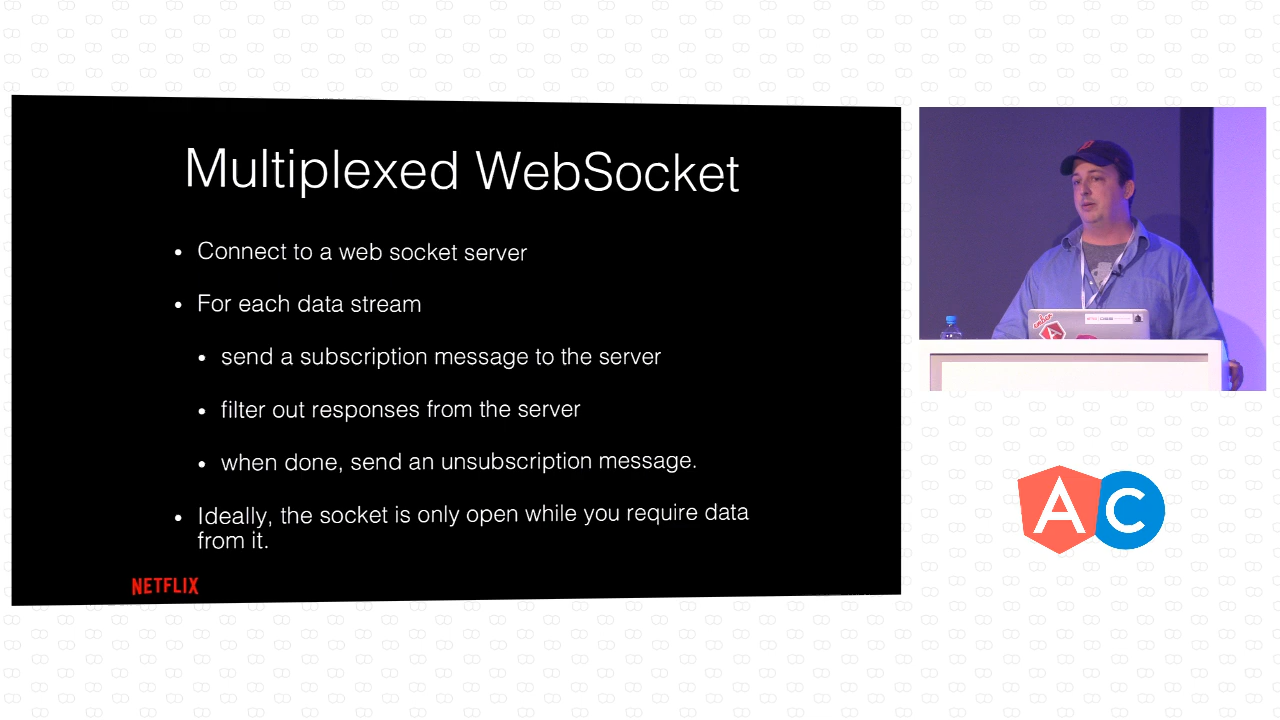 Multiplexed WebSocket
• Connect to a web socket server
• For each data stream
• send a subscription message to the server
• filter out responses from the server
• when done, send an unsubscription message.
• Ideally, the socket is only open while you require data
from it.
NETFLIX
A C